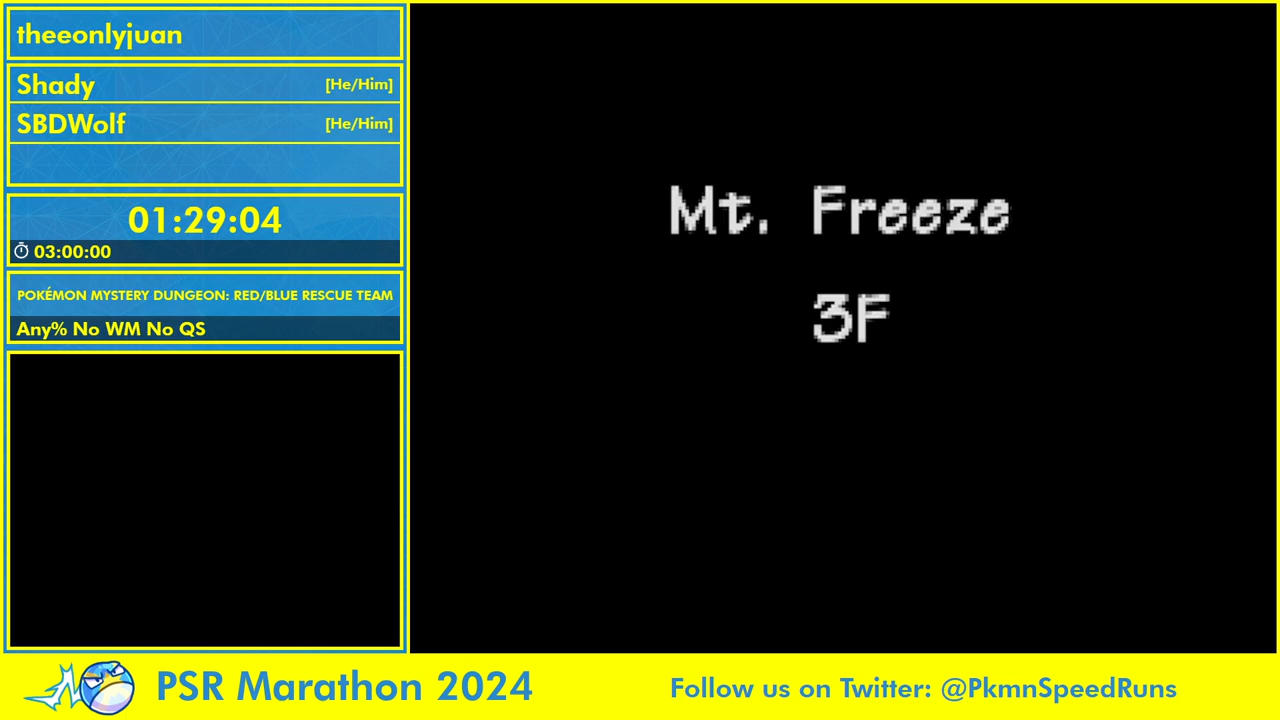 theeonlyjuan
Shady [He/Him]
SBDWolf [He/Him]
01:29:04
03:00:00
POKÉMON MYSTERY DUNGEON: RED/BLUE RESCUE TEAM
Any% No WM No QS
Mt. Freeze
3F
PSR Marathon 2024
Follow us on Twitter: @PkmnSpeedRuns